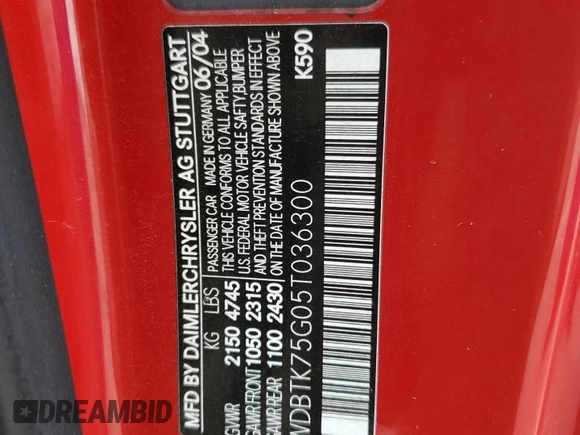 MFD BY DAIMLERCHRYSLER AG STUTTGART
PASSENGER CAR MADE IN GERMANY 06/04
THIS VEHICLE CONFORMS TO ALL APPLICABLE
U.S. FEDERAL MOTOR VEHICLE SAFTY,BUMPER
AND THEFT PREVENTION STANDARDS IN EFFECT
ON THE DATE OF MANUFACTURE SHOWN ABOVE
KG LBS
GVWR 2150 4745
GAWR FRONT 1050 2315
GAWR REAR 1100 2430
K590
WDBTK75G05T036300
DREAMBID
dreambid.com